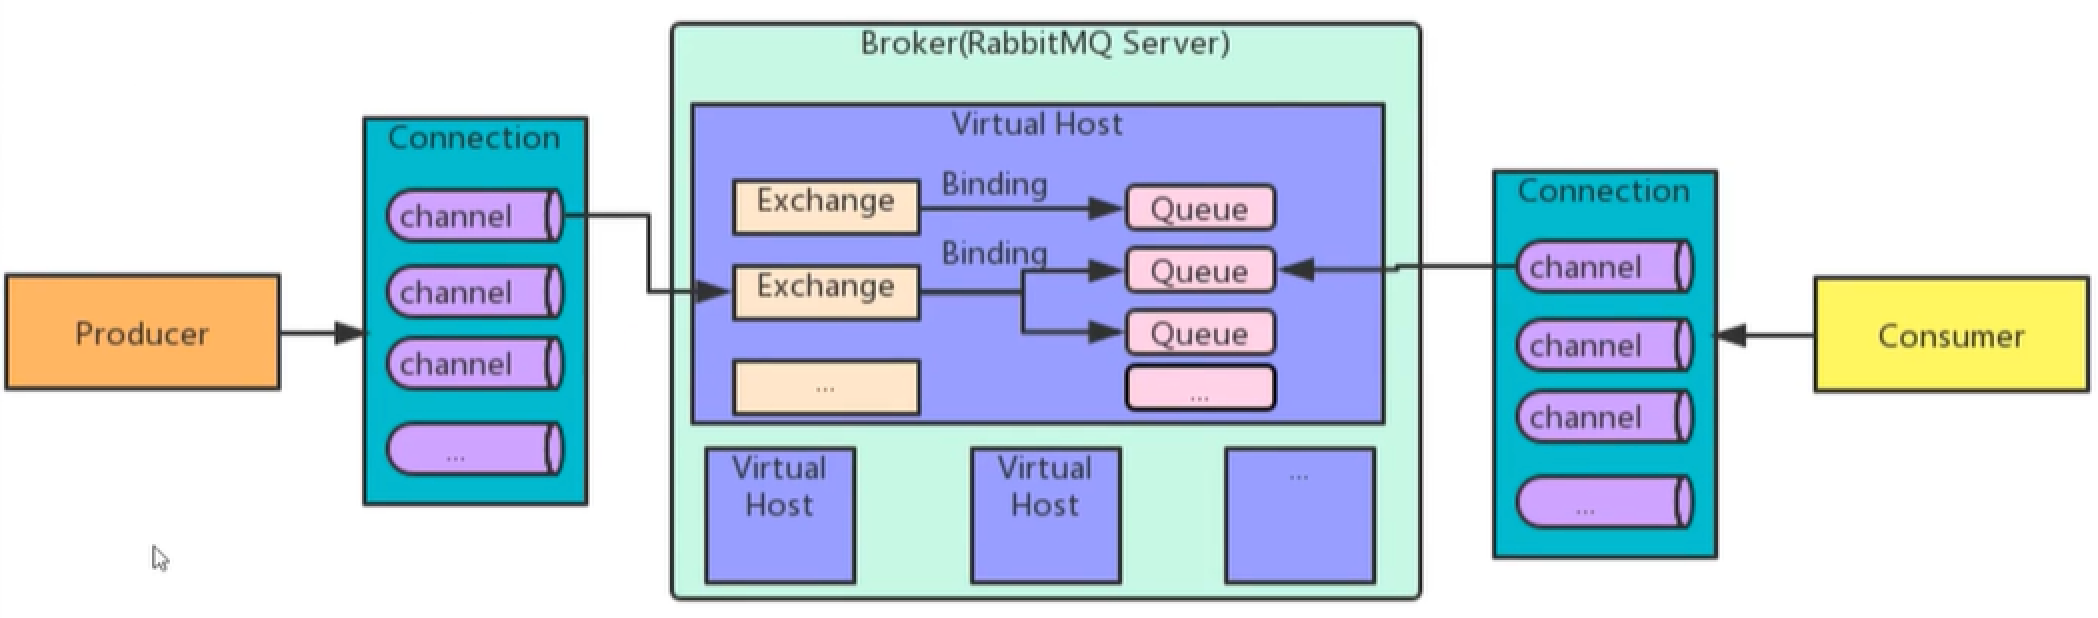 Broker(RabbitMQ Server)
Producer
Connection
channel
channel
channel
...
Virtual Host
Exchange
Binding
Queue
Exchange
Binding
Queue
Queue
...
...
Virtual
Host
Virtual
Host
...
Connection
channel
channel
channel
...
Consumer